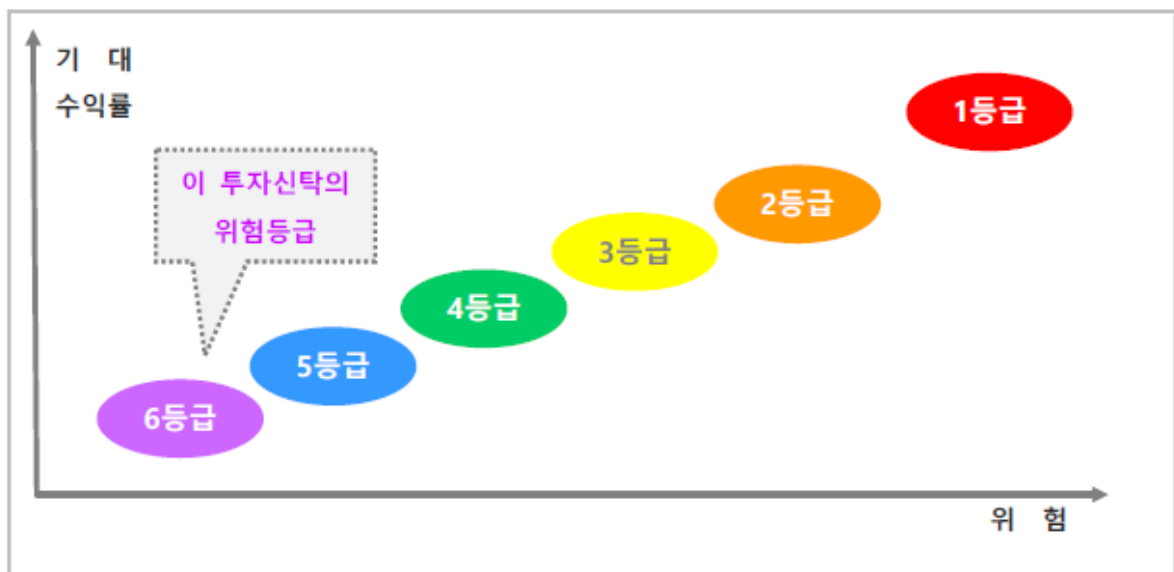 기 대
수익률
1등급
이 투자신탁의
위험등급
2등급
3등급
4등급
5등급
6등급
위 험